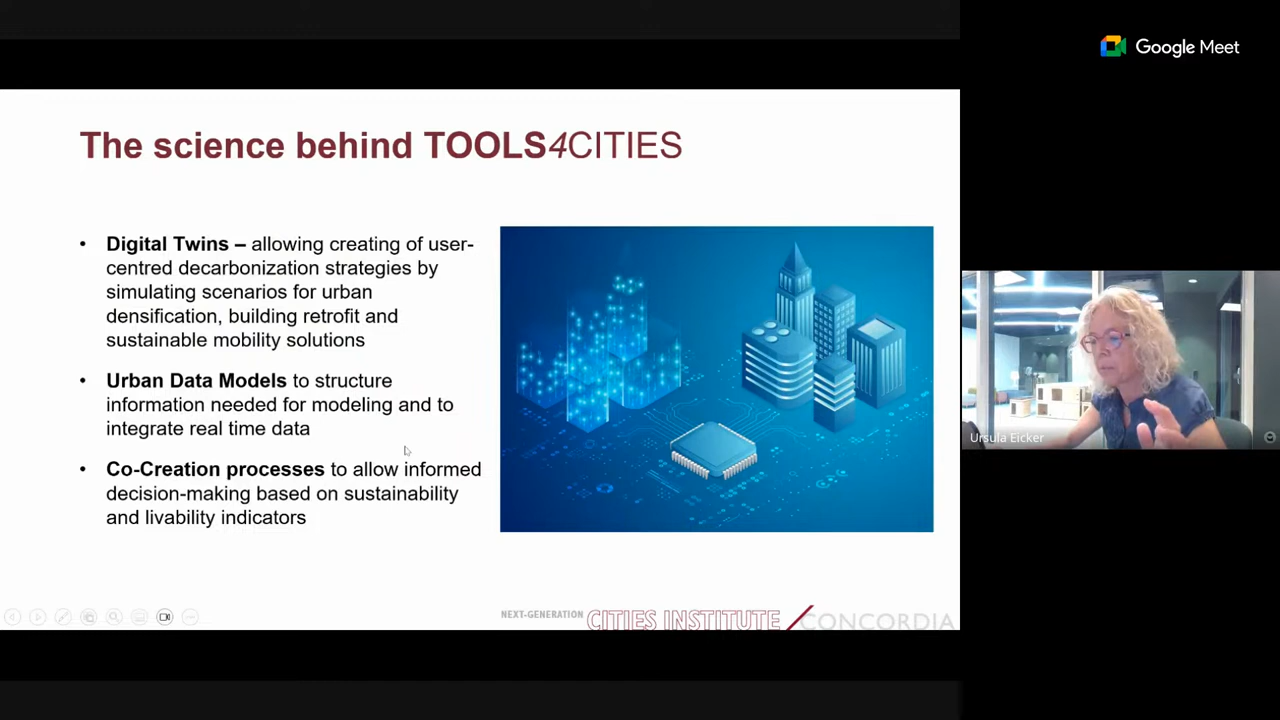 Google Meet
The science behind TOOLS4CITIES
• Digital Twins – allowing creating of user-
centred decarbonization strategies by
simulating scenarios for urban
densification, building retrofit and
sustainable mobility solutions
• Urban Data Models to structure
information needed for modeling and to
integrate real time data
• Co-Creation processes to allow informed
decision-making based on sustainability
and livability indicators
Ursula Eicker
NEXT-GENERATION CITIES INSTITUTE CONCORDIA